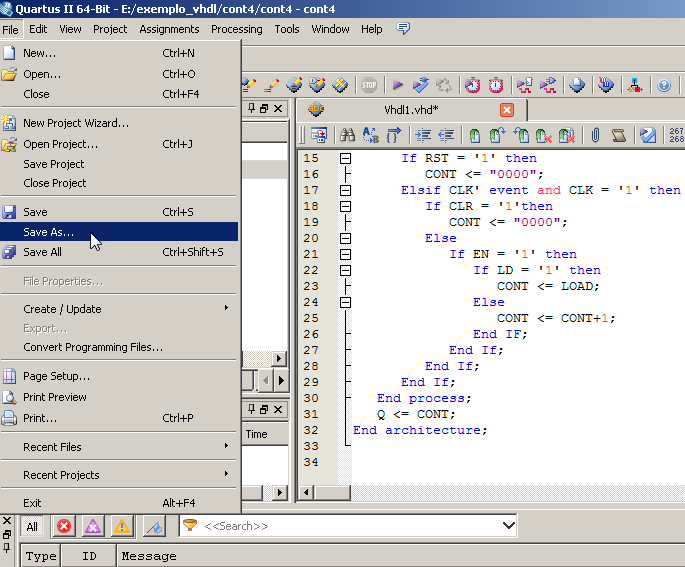 Quartus II 64-Bit - E:/exemplo_vhdl/cont4/cont4 - cont4
File Edit View Project Assignments Processing Tools Window Help
New... Ctrl+N
Open... Ctrl+O
Close Ctrl+F4
New Project Wizard...
Open Project... Ctrl+J
Save Project
Close Project
Save Ctrl+S
Save As...
Save All Ctrl+Shift+S
File Properties...
Create / Update
Export...
Convert Programming Files...
Page Setup...
Print Preview
Print... Ctrl+P
Recent Files
Recent Projects
Exit Alt+F4
STOP
Vhdl1.vhd*
267
268
15 If RST = '1' then
16 CONT <= "0000";
17 Elsif CLK' event and CLK = '1' then
18 If CLR = '1'then
19 CONT <= "0000";
20 Else
21 If EN = '1' then
22 If LD = '1' then
23 CONT <= LOAD;
24 Else
25 CONT <= CONT+1;
26 End IF;
27 End If;
28 End If;
29 End If;
30 End process;
31 Q <= CONT;
32 End architecture;
33
34
Time
All <<Search>>
Type ID Message